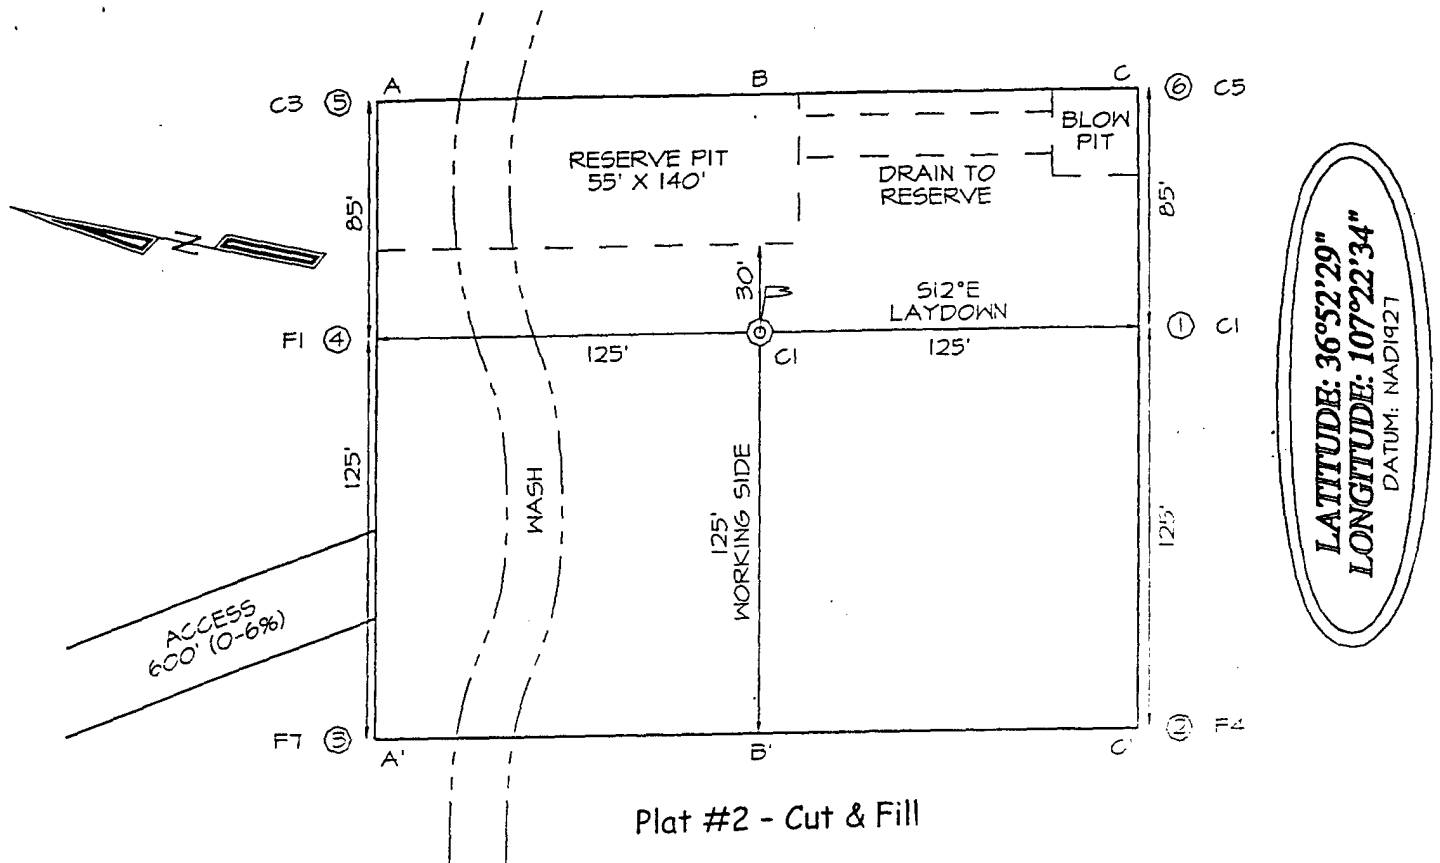 A
B
C
C3 5
6 C5
RESERVE PIT
55' X 140'
BLOW
PIT
DRAIN TO
RESERVE
85'
85'
N
30'
S12°E
LAYDOWN
F1 4
1 C1
125'
C1
125'
125'
WASH
125'
WORKING SIDE
125'
ACCESS
600' (0-6%)
F7 3
2 F4
A'
B'
C'
LATITUDE: 36°52'29"
LONGITUDE: 107°22'34"
DATUM: NAD1927
Plat #2 - Cut & Fill